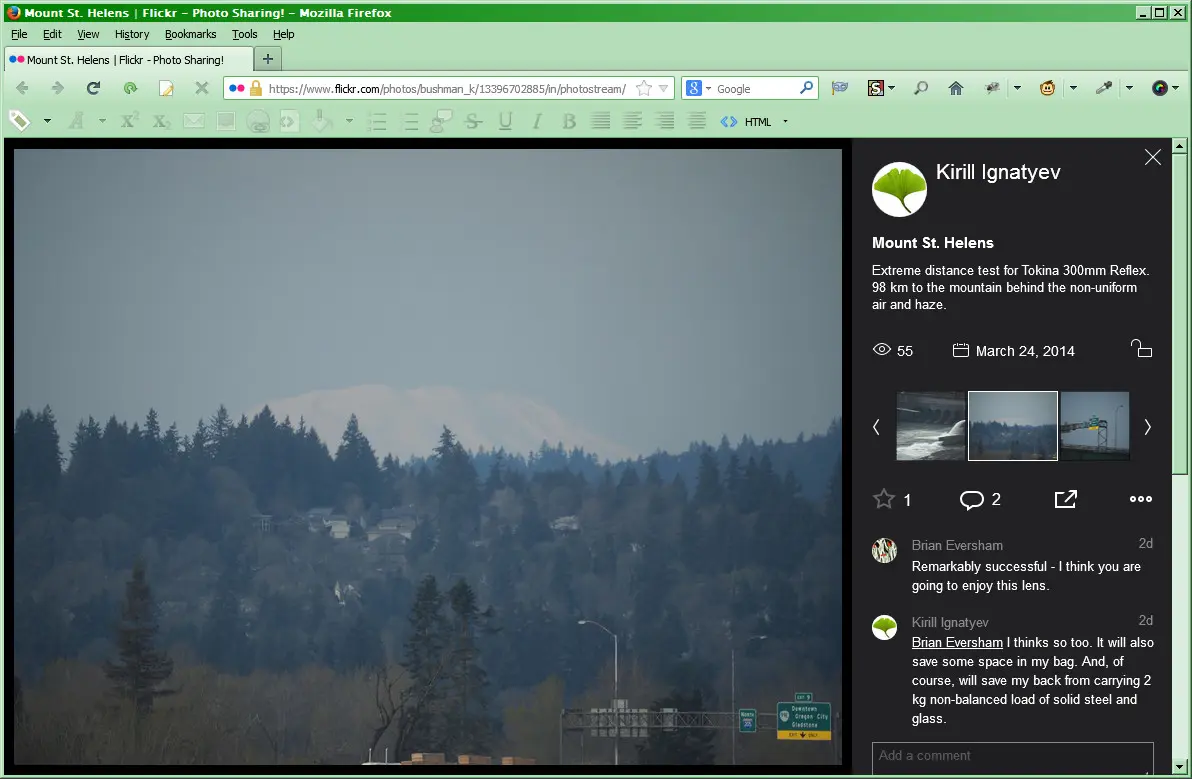 Mount St. Helens | Flickr - Photo Sharing! - Mozilla Firefox
File Edit View History Bookmarks Tools Help
Mount St. Helens | Flickr - Photo Sharing!
https://www.flickr.com/photos/bushman_k/13396702885/in/photostream/
Google
HTML
Kirill Ignatyev
Mount St. Helens
Extreme distance test for Tokina 300mm Reflex.
98 km to the mountain behind the non-uniform
air and haze.
55 March 24, 2014
1 2
Brian Eversham 2d
Remarkably successful - I think you are
going to enjoy this lens.
Kirill Ignatyev 2d
Brian Eversham I thinks so too. It will also
save some space in my bag. And, of
course, will save my back from carrying 2
kg non-balanced load of solid steel and
glass.
Add a comment
EXIT 9
Downtown
Oregon City
Gladstone
EXIT ONLY